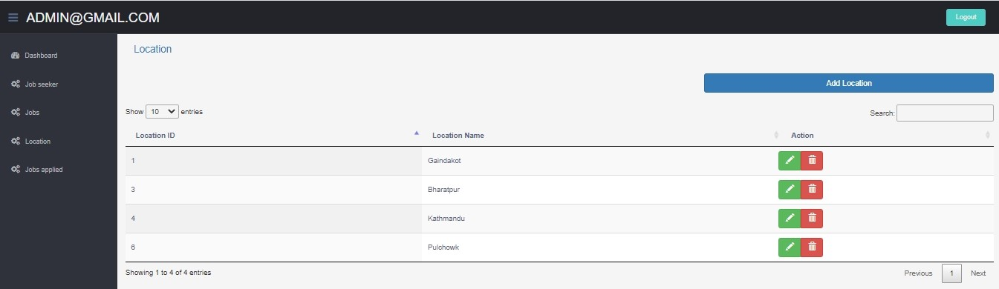 ADMIN@GMAIL.COM Logout
Dashboard
Job seeker
Jobs
Location
Jobs applied
Location
Add Location
Show 10 entries Search:
Location ID Location Name Action
1 Gaindakot
3 Bharatpur
4 Kathmandu
6 Pulchowk
Showing 1 to 4 of 4 entries Previous 1 Next